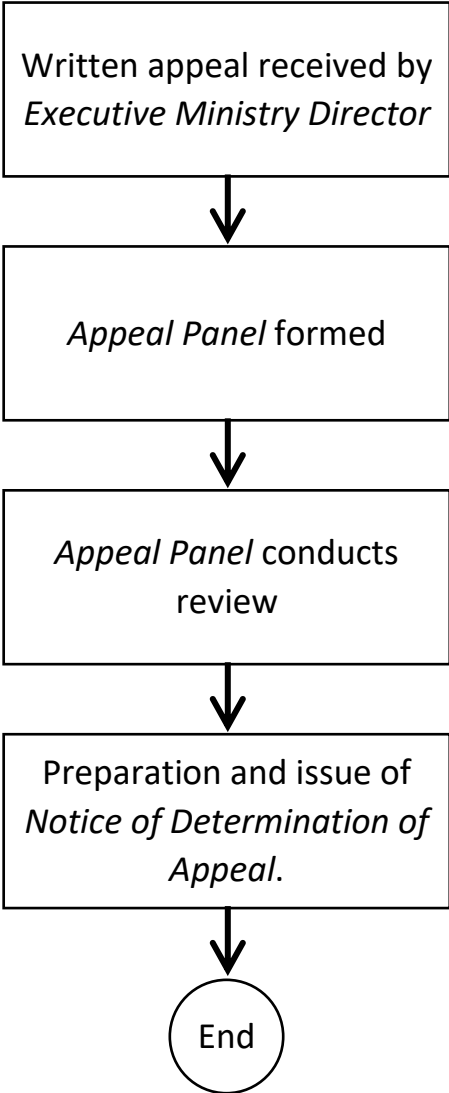 Written appeal received by
Executive Ministry Director
Appeal Panel formed
Appeal Panel conducts
review
Preparation and issue of
Notice of Determination of
Appeal.
End